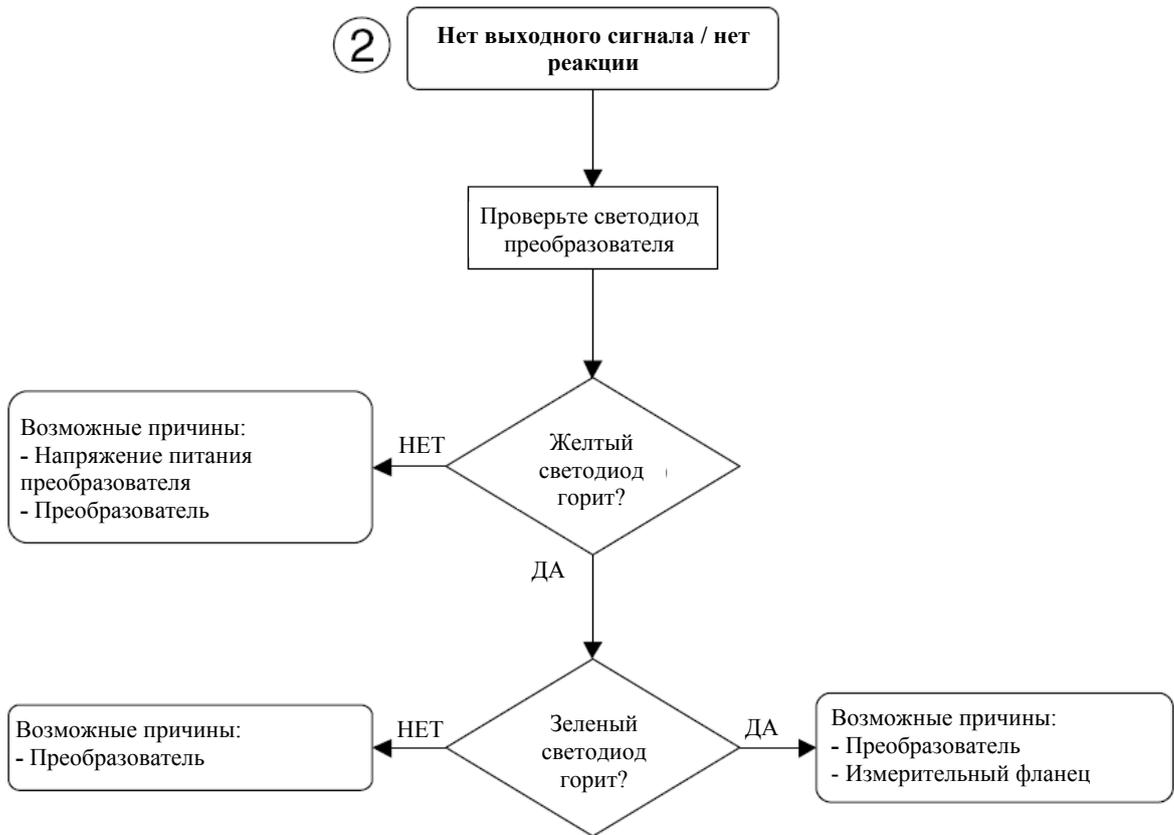 2
Нет выходного сигнала / нет
реакции
Проверьте светодиод
преобразователя
Возможные причины:
- Напряжение питания
преобразователя
- Преобразователь
НЕТ
Желтый
светодиод
горит?
ДА
Возможные причины:
- Преобразователь
НЕТ
Зеленый
светодиод
горит?
ДА
Возможные причины:
- Преобразователь
- Измерительный фланец